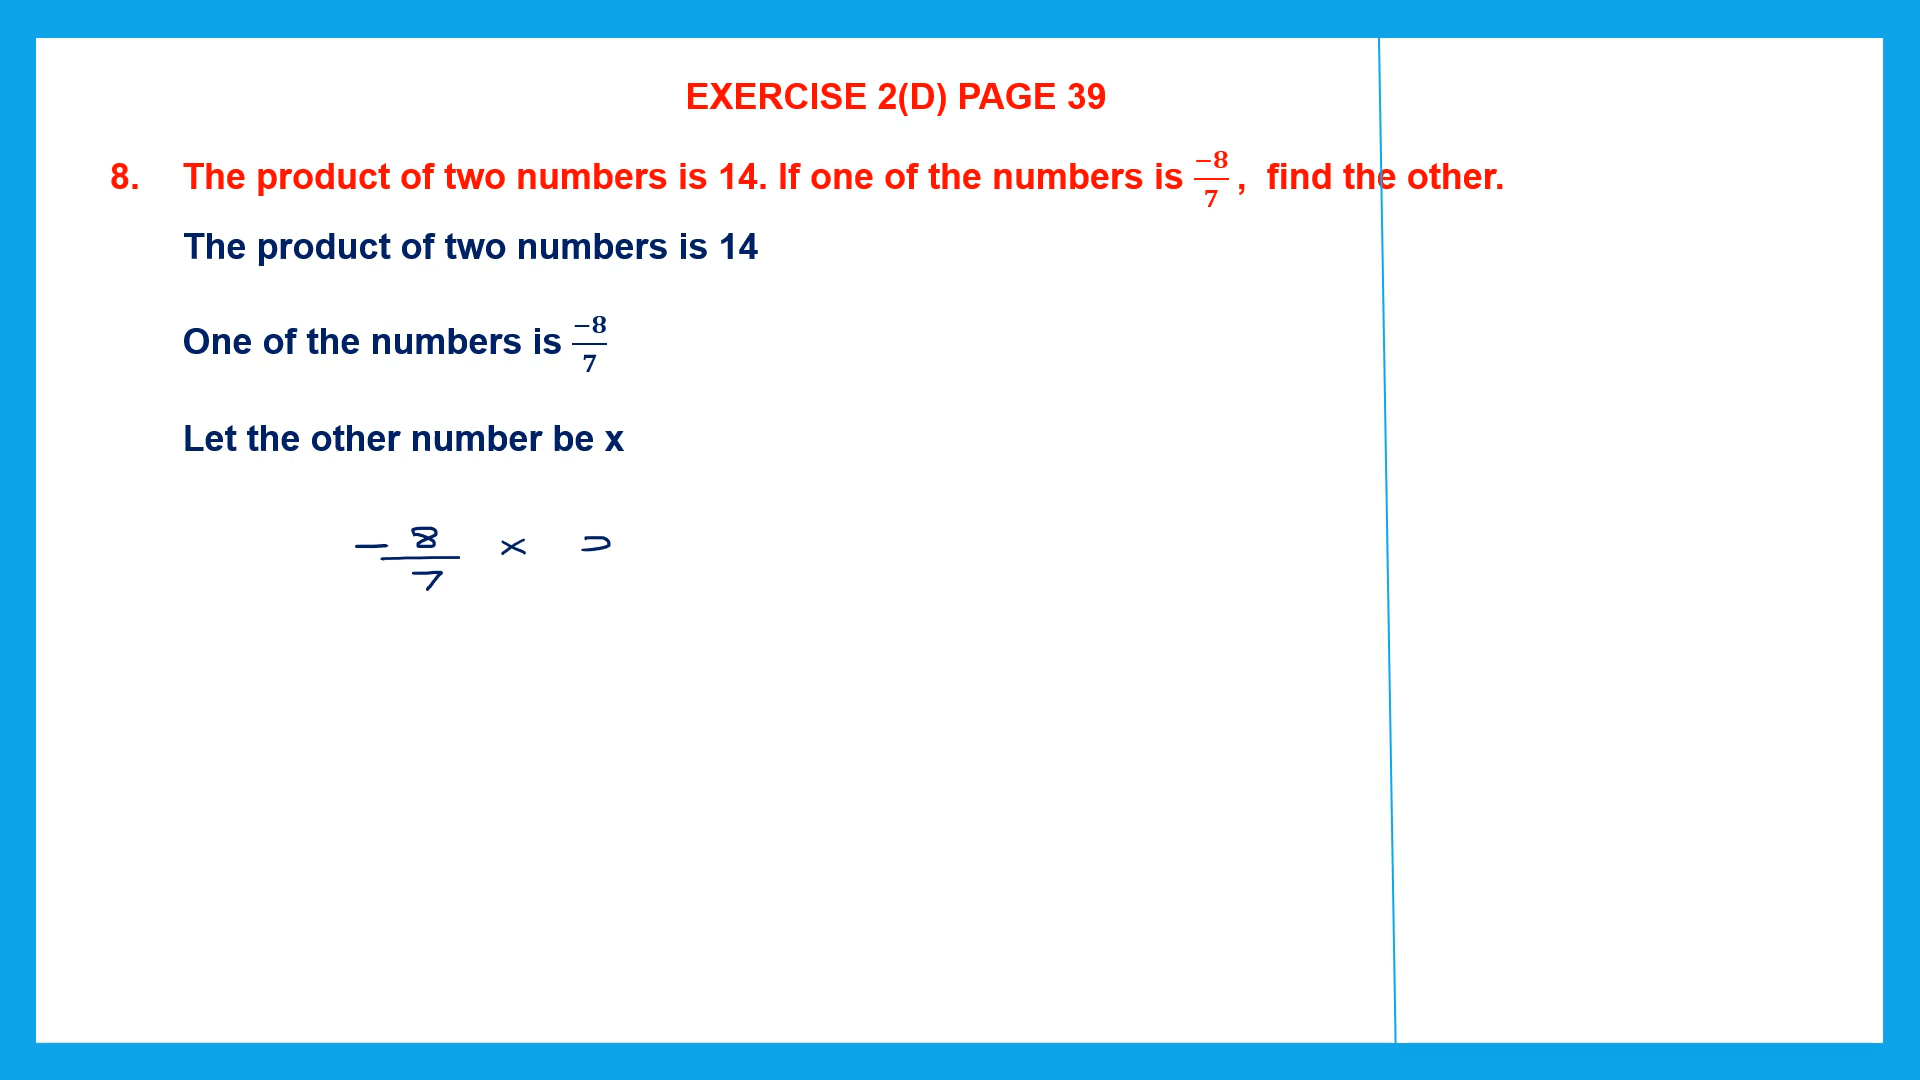 EXERCISE 2(D) PAGE 39
8. The product of two numbers is 14. If one of the numbers is −8/7 , find the other.
The product of two numbers is 14
One of the numbers is −8/7
Let the other number be x
− 8/7 × =